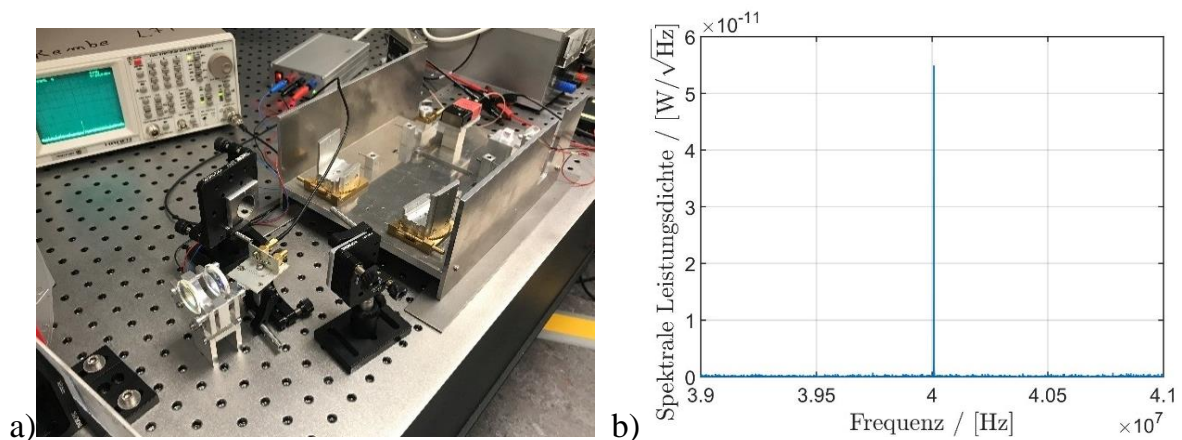 a)
Rembe
b)
×10⁻¹¹
Spektrale Leistungsdichte / [W/√Hz]
6
5
4
3
2
1
0
3.9
3.95
4
4.05
4.1
Frequenz / [Hz]
×10⁷